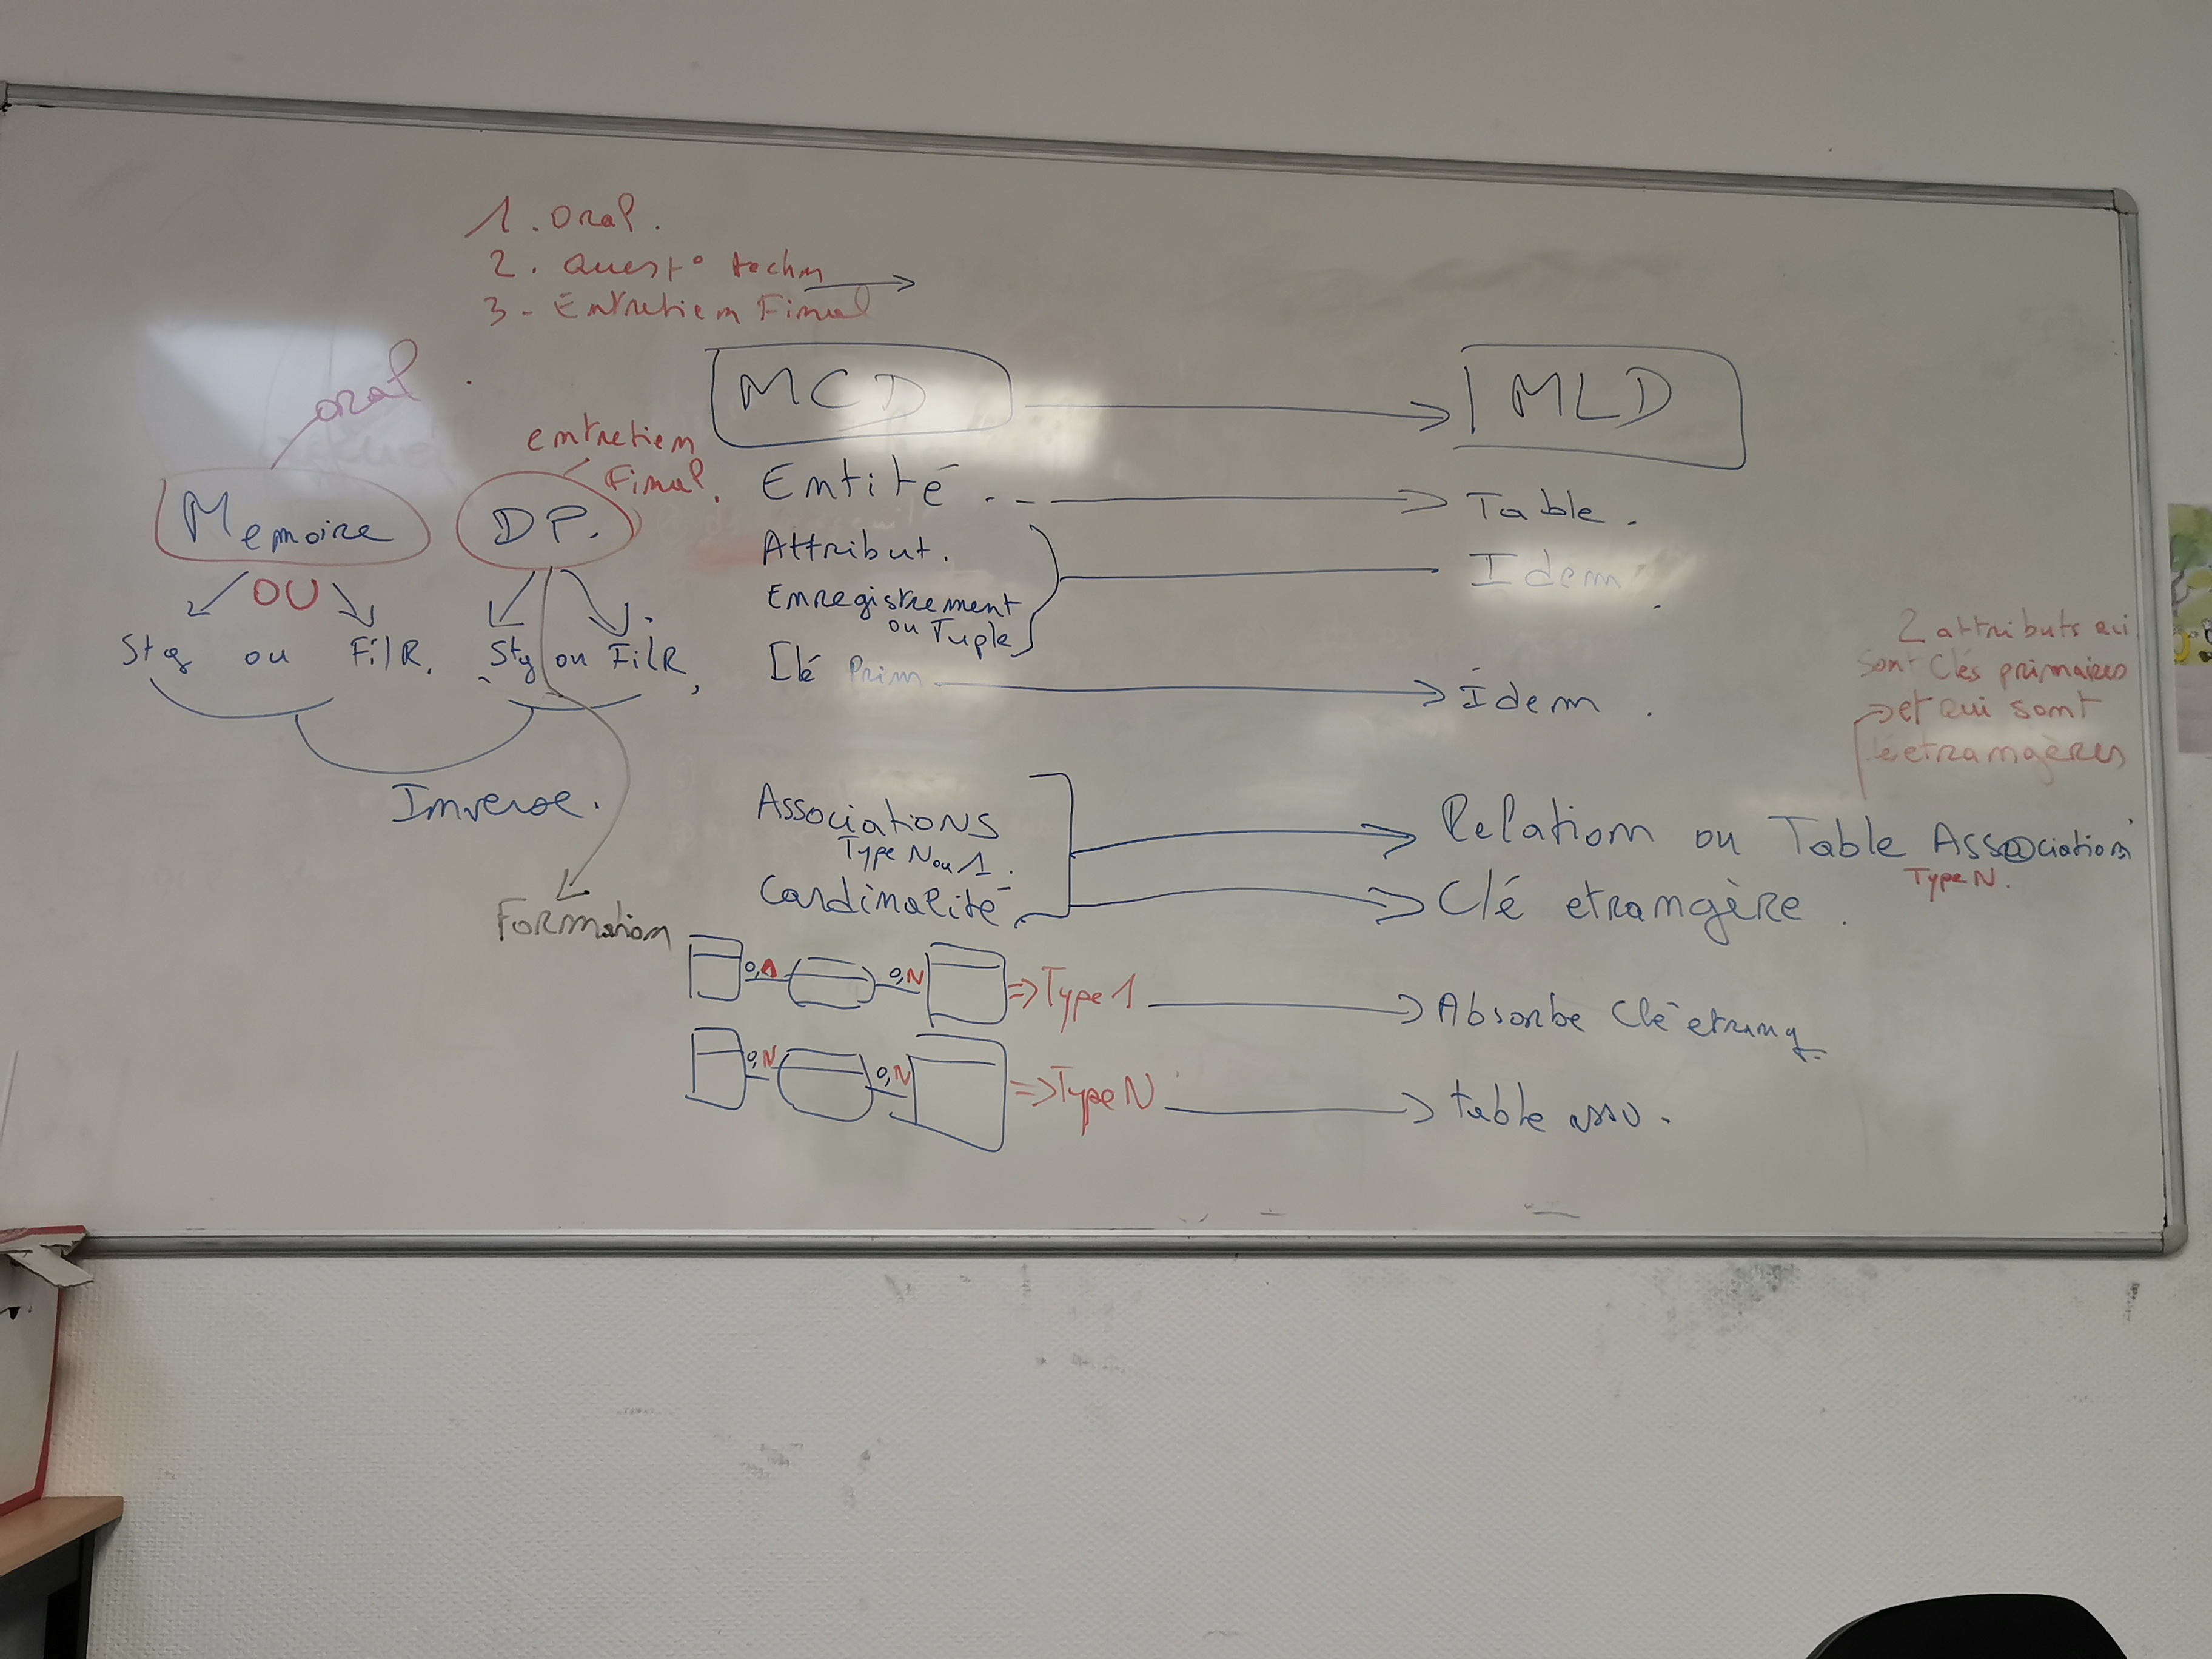 1. Oral.
2. Quest° techn
3 - Entretien Final
oral
entretien
Final.
Memoire
DP.
OU
Stg ou FilR.
Stg ou FilR,
Inverse.
Formation
MCD
MLD
Entité
Table.
Attribut.
Enregistrement
ou Tuple
Idem
Clé Prim
Idem.
2 attributs qui
sont Clés primaires
et qui sont
clé etrangères
Associations
Type N ou 1.
Cardinalité
Relation ou Table Association
Type N.
Clé etrangère.
0,1
0,N
=> Type 1
Absorbe Clé etrang.
0,N
0,N
=> Type N
table asso.